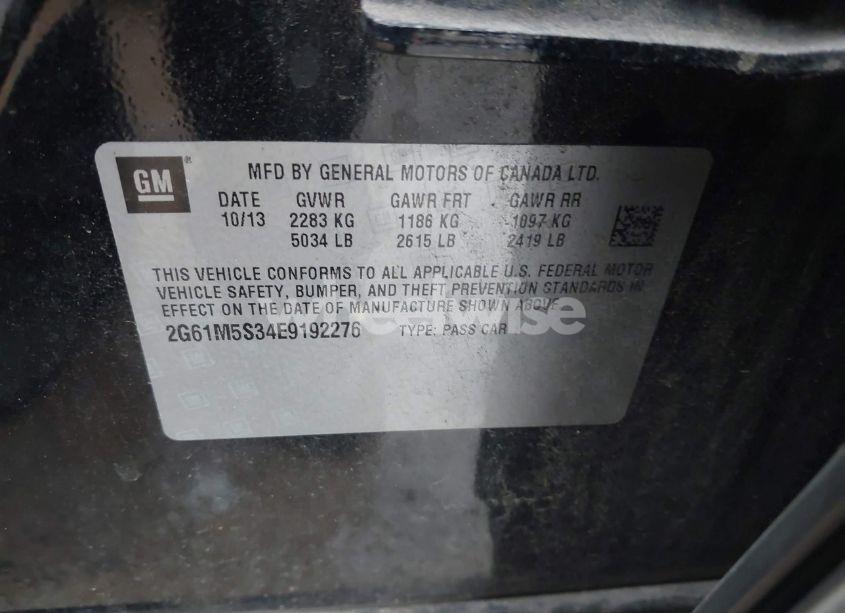 GM ®
MFD BY GENERAL MOTORS OF CANADA LTD.
DATE GVWR GAWR FRT GAWR RR
10/13 2283 KG 1186 KG 1097 KG
5034 LB 2615 LB 2419 LB
THIS VEHICLE CONFORMS TO ALL APPLICABLE U.S. FEDERAL MOTOR
VEHICLE SAFETY, BUMPER, AND THEFT PREVENTION STANDARDS IN
EFFECT ON THE DATE OF MANUFACTURE SHOWN ABOVE.
2G61M5S34E9192276 TYPE: PASS CAR